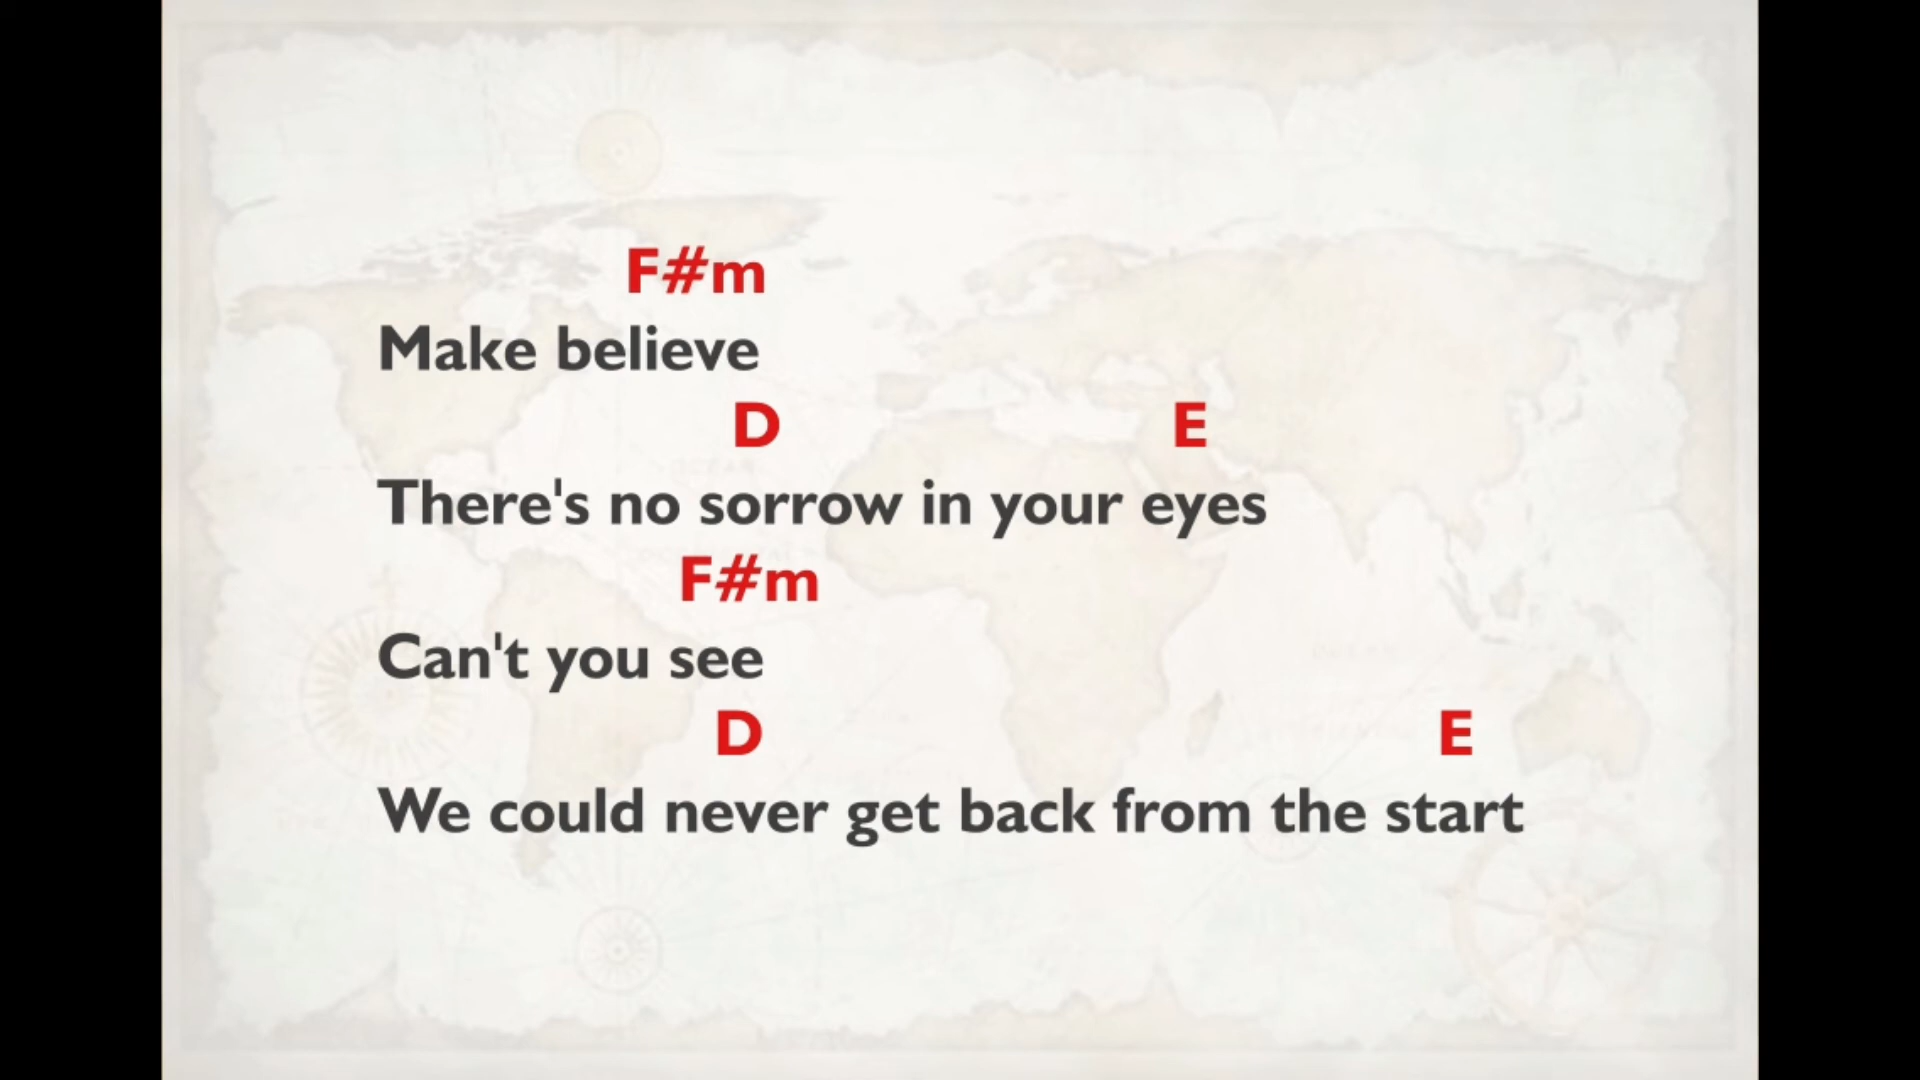 F#m
Make believe
D E
There's no sorrow in your eyes
F#m
Can't you see
D E
We could never get back from the start